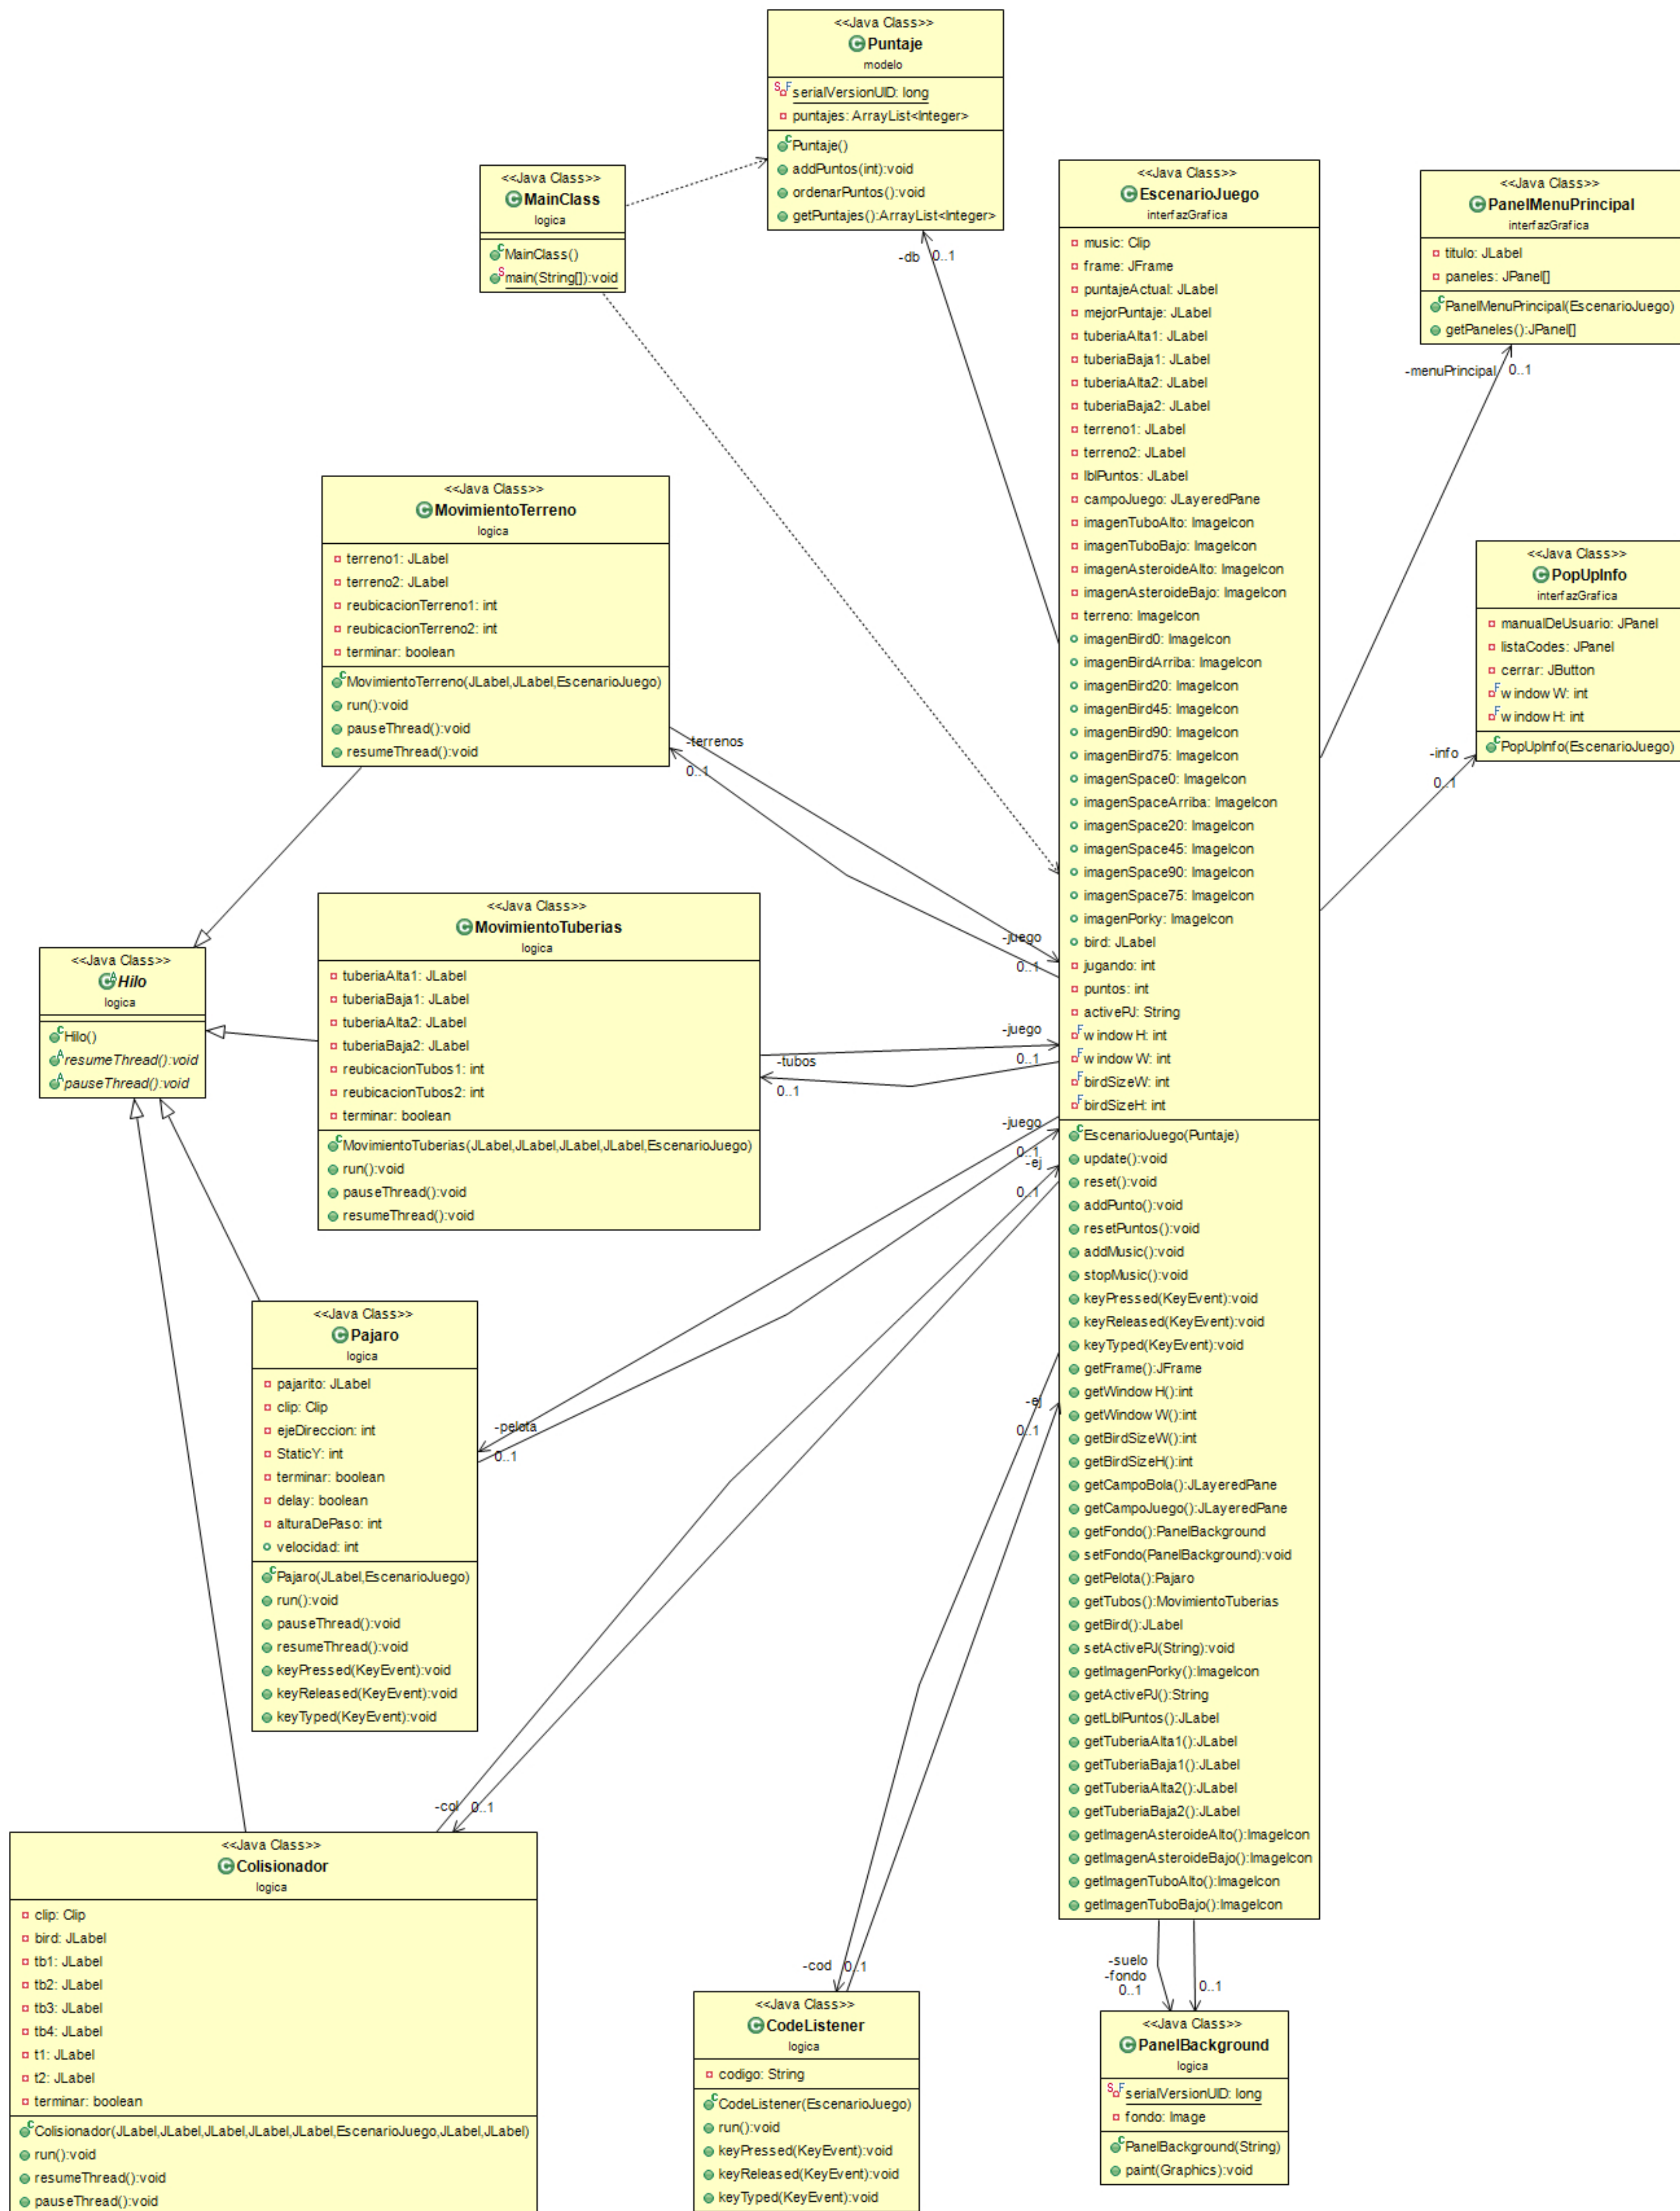 <<Java Class>>
Puntaje
modelo
serialVersionUID: long
puntajes: ArrayList<Integer>
Puntaje()
addPuntos(int):void
ordenarPuntos():void
getPuntajes():ArrayList<Integer>
<<Java Class>>
MainClass
logica
MainClass()
main(String[]):void
-db 0..1
<<Java Class>>
EscenarioJuego
interfazGrafica
music: Clip
frame: JFrame
puntajeActual: JLabel
mejorPuntaje: JLabel
tuberiaAlta1: JLabel
tuberiaBaja1: JLabel
tuberiaAlta2: JLabel
tuberiaBaja2: JLabel
terreno1: JLabel
terreno2: JLabel
lblPuntos: JLabel
campoJuego: JLayeredPane
imagenTuboAlto: ImageIcon
imagenTuboBajo: ImageIcon
imagenAsteroideAlto: ImageIcon
imagenAsteroideBajo: ImageIcon
terreno: ImageIcon
imagenBird0: ImageIcon
imagenBirdArriba: ImageIcon
imagenBird20: ImageIcon
imagenBird45: ImageIcon
imagenBird90: ImageIcon
imagenBird75: ImageIcon
imagenSpace0: ImageIcon
imagenSpaceArriba: ImageIcon
imagenSpace20: ImageIcon
imagenSpace45: ImageIcon
imagenSpace90: ImageIcon
imagenSpace75: ImageIcon
imagenPorky: ImageIcon
bird: JLabel
jugando: int
puntos: int
activePJ: String
windowH: int
windowW: int
birdSizeW: int
birdSizeH: int
EscenarioJuego(Puntaje)
update():void
reset():void
addPunto():void
resetPuntos():void
addMusic():void
stopMusic():void
keyPressed(KeyEvent):void
keyReleased(KeyEvent):void
keyTyped(KeyEvent):void
getFrame():JFrame
getWindowH():int
getWindowW():int
getBirdSizeW():int
getBirdSizeH():int
getCampoBola():JLayeredPane
getCampoJuego():JLayeredPane
getFondo():PanelBackground
setFondo(PanelBackground):void
getPelota():Pajaro
getTubos():MovimientoTuberias
getBird():JLabel
setActivePJ(String):void
getImagenPorky():ImageIcon
getActivePJ():String
getLblPuntos():JLabel
getTuberiaAlta1():JLabel
getTuberiaBaja1():JLabel
getTuberiaAlta2():JLabel
getTuberiaBaja2():JLabel
getImagenAsteroideAlto():ImageIcon
getImagenAsteroideBajo():ImageIcon
getImagenTuboAlto():ImageIcon
getImagenTuboBajo():ImageIcon
<<Java Class>>
PanelMenuPrincipal
interfazGrafica
titulo: JLabel
paneles: JPanel[]
PanelMenuPrincipal(EscenarioJuego)
getPaneles():JPanel[]
-menuPrincipal 0..1
<<Java Class>>
PopUpInfo
interfazGrafica
manualDeUsuario: JPanel
listaCodes: JPanel
cerrar: JButton
windowW: int
windowH: int
PopUpInfo(EscenarioJuego)
-info
0..1
<<Java Class>>
MovimientoTerreno
logica
terreno1: JLabel
terreno2: JLabel
reubicacionTerreno1: int
reubicacionTerreno2: int
terminar: boolean
MovimientoTerreno(JLabel,JLabel,EscenarioJuego)
run():void
pauseThread():void
resumeThread():void
-terrenos
0..1
-juego
0..1
<<Java Class>>
MovimientoTuberias
logica
tuberiaAlta1: JLabel
tuberiaBaja1: JLabel
tuberiaAlta2: JLabel
tuberiaBaja2: JLabel
reubicacionTubos1: int
reubicacionTubos2: int
terminar: boolean
MovimientoTuberias(JLabel,JLabel,JLabel,JLabel,EscenarioJuego)
run():void
pauseThread():void
resumeThread():void
-juego
0..1
-tubos
0..1
<<Java Class>>
Hilo
logica
Hilo()
resumeThread():void
pauseThread():void
-juego
0..1
-ej
0..1
<<Java Class>>
Pajaro
logica
pajarito: JLabel
clip: Clip
ejeDireccion: int
StaticY: int
terminar: boolean
delay: boolean
alturaDePaso: int
velocidad: int
Pajaro(JLabel,EscenarioJuego)
run():void
pauseThread():void
resumeThread():void
keyPressed(KeyEvent):void
keyReleased(KeyEvent):void
keyTyped(KeyEvent):void
-pelota
0..1
-ej
0..1
-col 0..1
<<Java Class>>
Colisionador
logica
clip: Clip
bird: JLabel
tb1: JLabel
tb2: JLabel
tb3: JLabel
tb4: JLabel
t1: JLabel
t2: JLabel
terminar: boolean
Colisionador(JLabel,JLabel,JLabel,JLabel,JLabel,EscenarioJuego,JLabel,JLabel)
run():void
resumeThread():void
pauseThread():void
-cod 0..1
<<Java Class>>
CodeListener
logica
codigo: String
CodeListener(EscenarioJuego)
run():void
keyPressed(KeyEvent):void
keyReleased(KeyEvent):void
keyTyped(KeyEvent):void
-suelo
-fondo
0..1
0..1
<<Java Class>>
PanelBackground
logica
serialVersionUID: long
fondo: Image
PanelBackground(String)
paint(Graphics):void